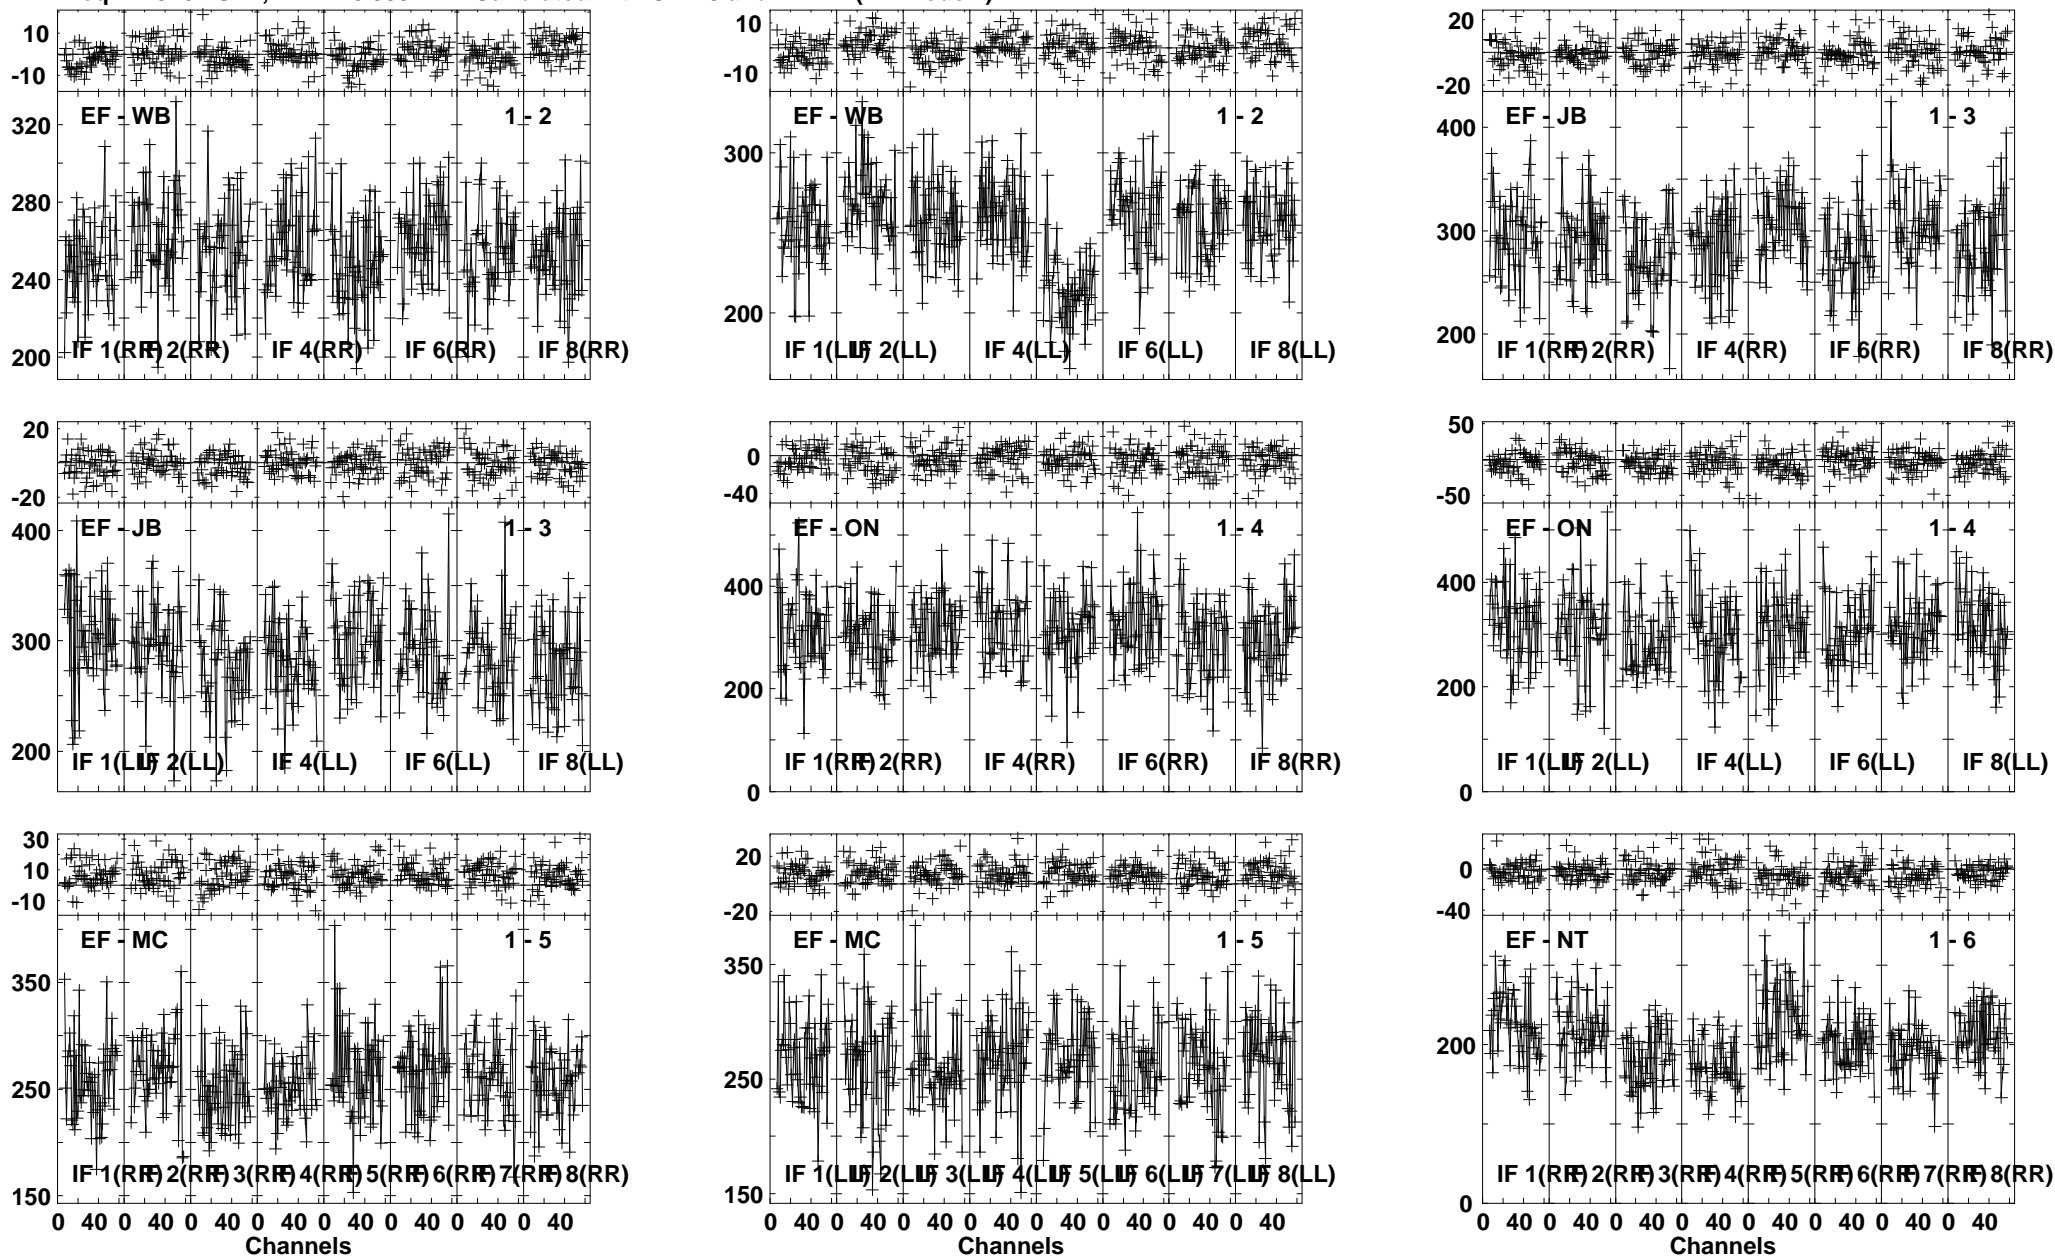 10
-10
320
280
240
200
EF - WB
1 - 2
IF 1(RR)
IF 2(RR)
IF 4(RR)
IF 6(RR)
IF 8(RR)
10
-10
300
200
EF - WB
1 - 2
IF 1(LL)
IF 2(LL)
IF 4(LL)
IF 6(LL)
IF 8(LL)
20
-20
400
300
200
EF - JB
1 - 3
IF 1(RR)
IF 2(RR)
IF 4(RR)
IF 6(RR)
IF 8(RR)
20
-20
400
300
200
EF - JB
1 - 3
IF 1(LL)
IF 2(LL)
IF 4(LL)
IF 6(LL)
IF 8(LL)
0
-40
400
200
0
EF - ON
1 - 4
IF 1(RR)
IF 2(RR)
IF 4(RR)
IF 6(RR)
IF 8(RR)
50
-50
400
200
0
EF - ON
1 - 4
IF 1(LL)
IF 2(LL)
IF 4(LL)
IF 6(LL)
IF 8(LL)
30
10
-10
350
250
150
EF - MC
1 - 5
IF 1(RR)
IF 2(RR)
IF 3(RR)
IF 4(RR)
IF 5(RR)
IF 6(RR)
IF 7(RR)
IF 8(RR)
0 40 0 40 0 40 0 40 0 40 0 40 0 40 0 40
Channels
20
-20
350
250
150
EF - MC
1 - 5
IF 1(LL)
IF 2(LL)
IF 3(LL)
IF 4(LL)
IF 5(LL)
IF 6(LL)
IF 7(LL)
IF 8(LL)
0 40 0 40 0 40 0 40 0 40 0 40 0 40 0 40
Channels
0
-40
200
0
EF - NT
1 - 6
IF 1(RR)
IF 2(RR)
IF 3(RR)
IF 4(RR)
IF 5(RR)
IF 6(RR)
IF 7(RR)
IF 8(RR)
0 40 0 40 0 40 0 40 0 40 0 40 0 40 0 40
Channels